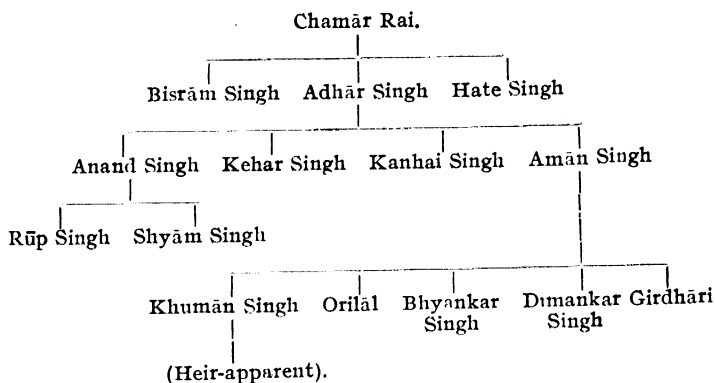 Chamār Rai.
Bisrām Singh Adhār Singh Hate Singh
Anand Singh Kehar Singh Kanhai Singh Amān Singh
Rūp Singh Shyām Singh
Khumān Singh Orilāl Bhyankar Singh Dimankar Singh Girdhāri
(Heir-apparent).